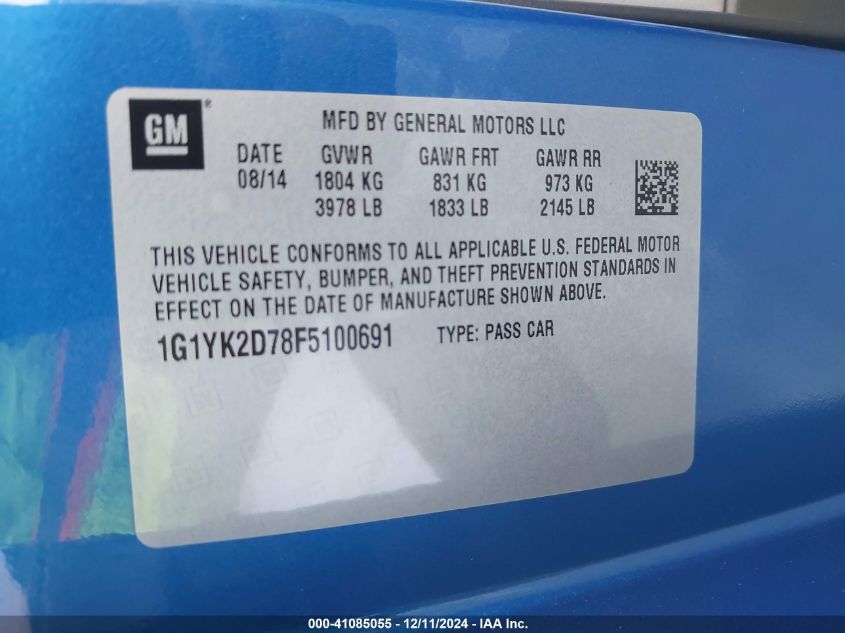 GM®
MFD BY GENERAL MOTORS LLC
DATE GVWR GAWR FRT GAWR RR
08/14 1804 KG 831 KG 973 KG
3978 LB 1833 LB 2145 LB
THIS VEHICLE CONFORMS TO ALL APPLICABLE U.S. FEDERAL MOTOR
VEHICLE SAFETY, BUMPER, AND THEFT PREVENTION STANDARDS IN
EFFECT ON THE DATE OF MANUFACTURE SHOWN ABOVE.
1G1YK2D78F5100691 TYPE: PASS CAR
000-41085055 - 12/11/2024 - IAA Inc.